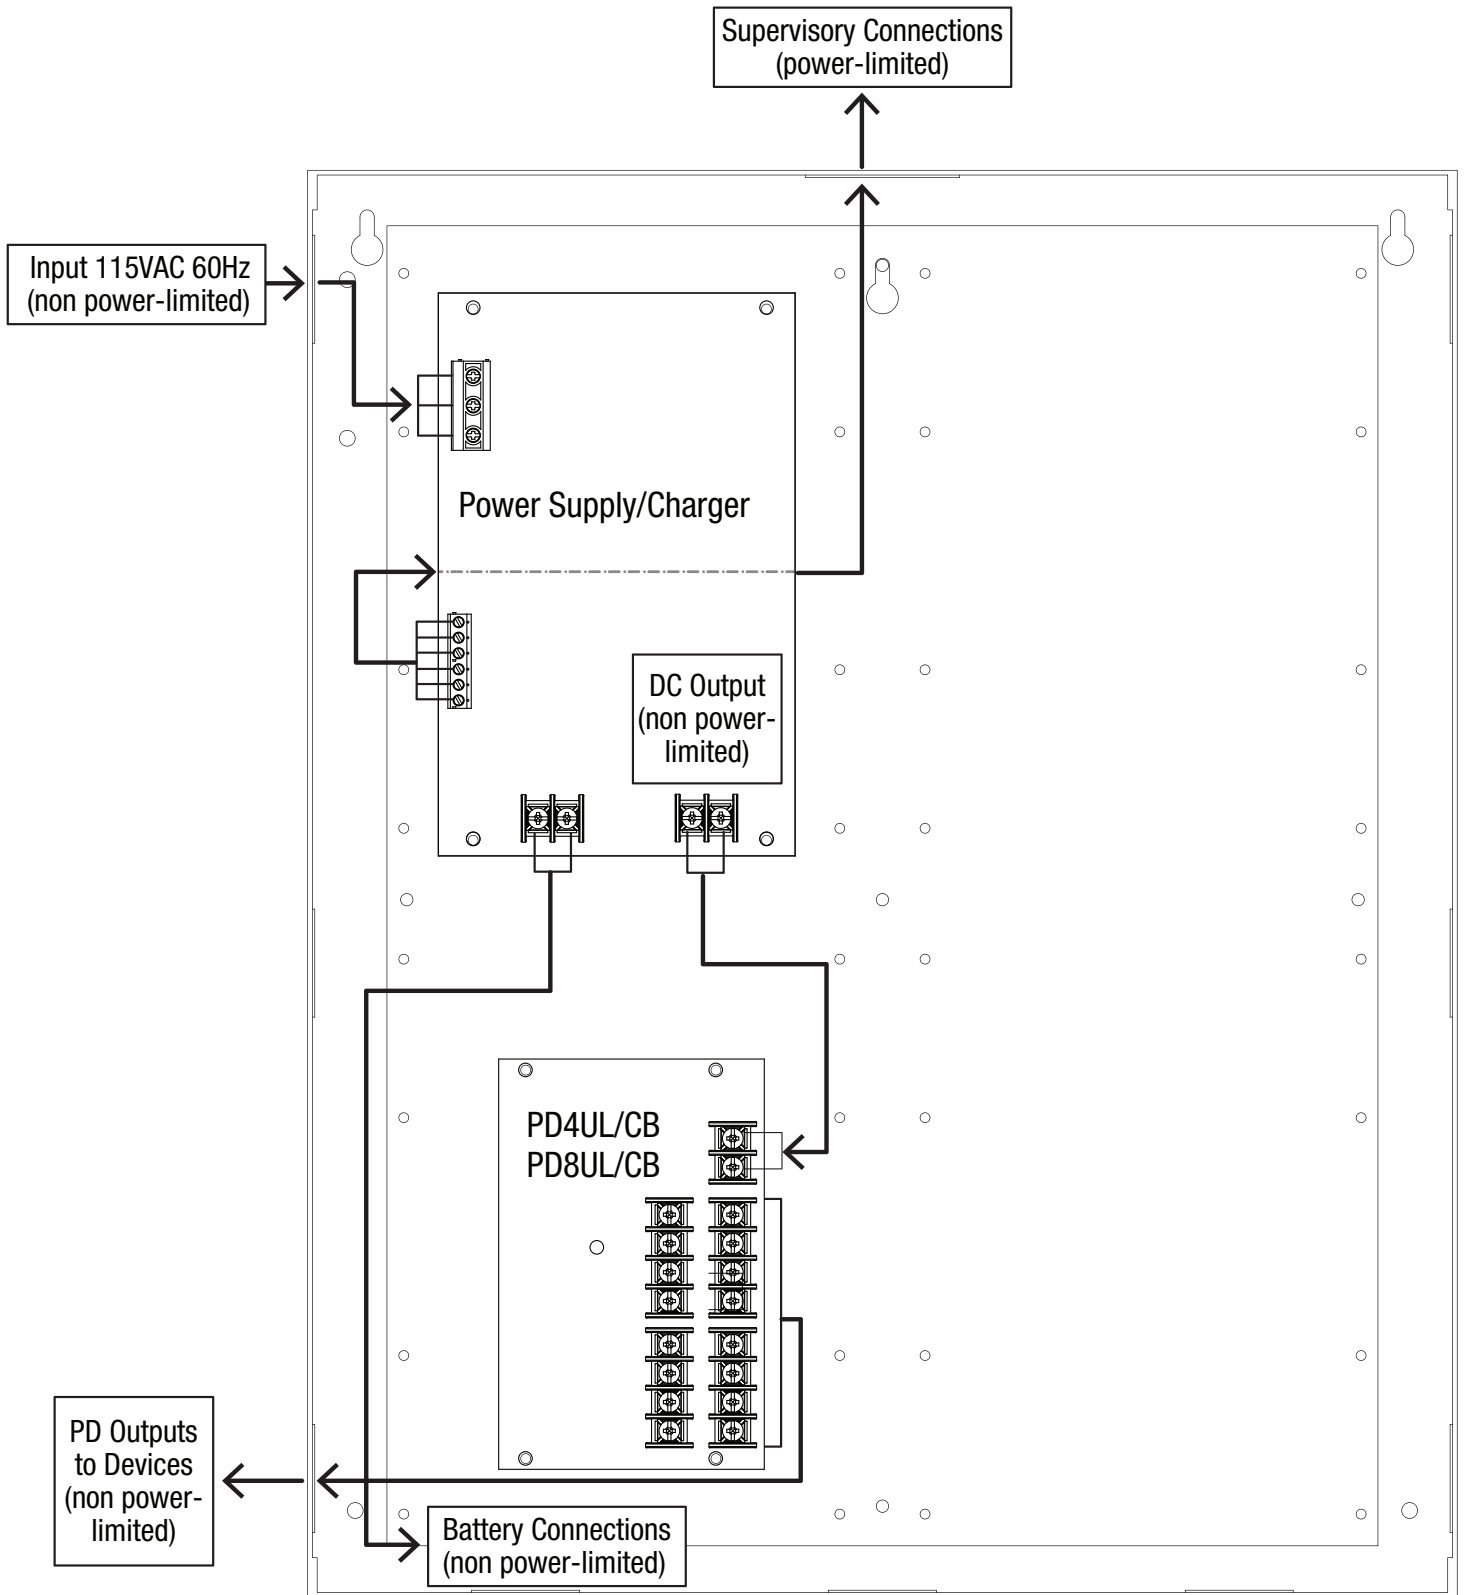 Supervisory Connections
(power-limited)
Input 115VAC 60Hz
(non power-limited)
Power Supply/Charger
DC Output
(non power-
limited)
PD4UL/CB
PD8UL/CB
PD Outputs
to Devices
(non power-
limited)
Battery Connections
(non power-limited)